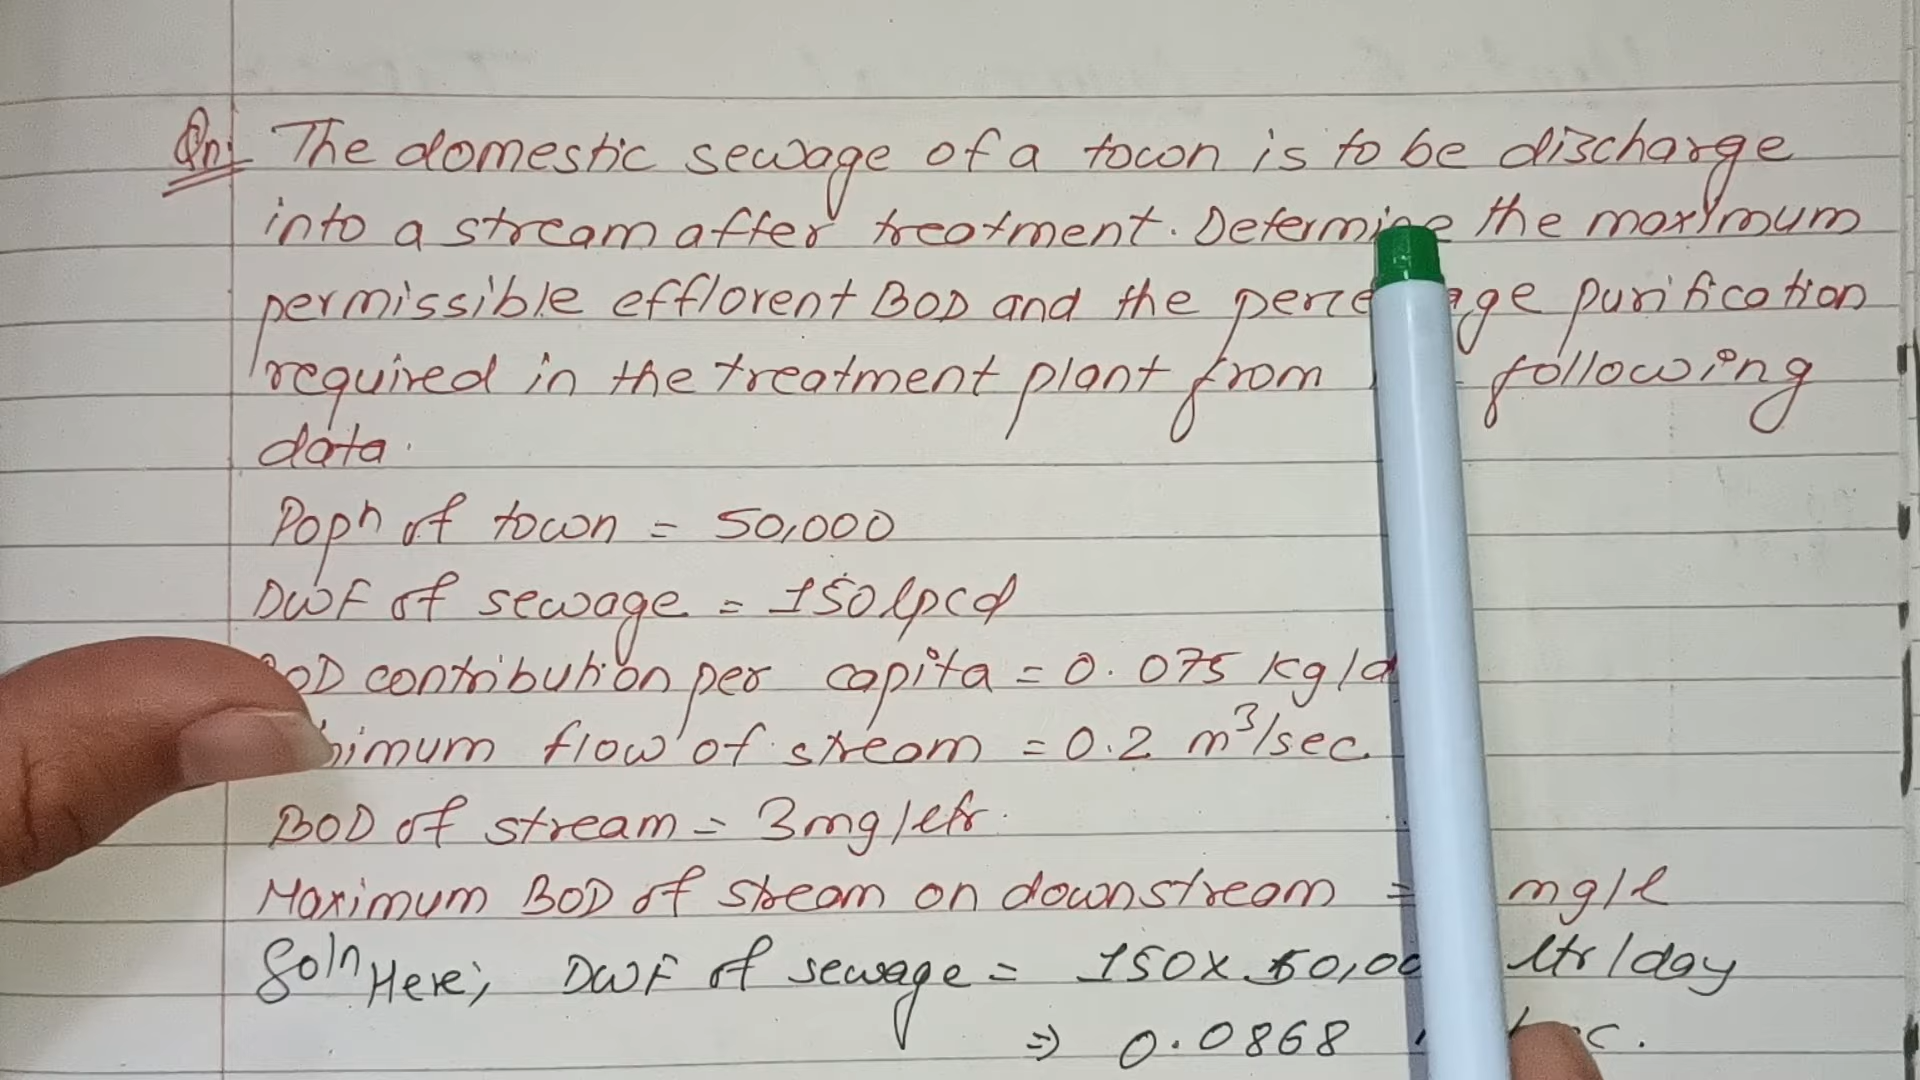 Qn: The domestic sewage of a town is to be discharge
into a stream after treatment. Determine the maximum
permissible efflorent BOD and the purification
required in the treatment plant from following
data.
Popn of town = 50,000
DWF of sewage = 150 lpcd
BOD contribution per capita = 0.075 kg/d
flow of stream = 0.2 m³/sec.
BOD of stream = 3mg/ltr.
Maximum BOD of stream on downstream = mg/l
Soln Here; DWF of sewage = 150 x 50,00 ltr/day
⇒ 0.0868